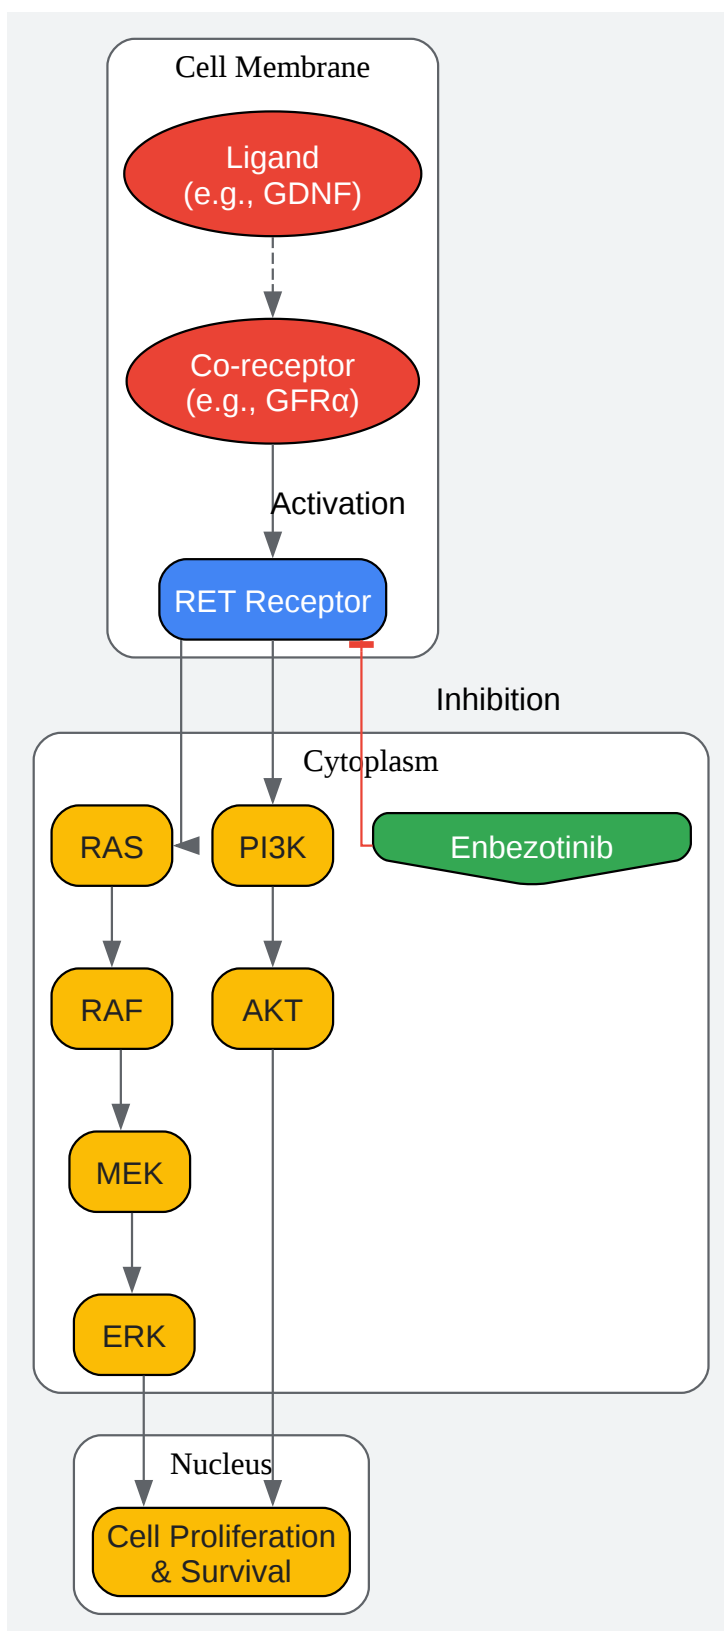 Cell Membrane
Ligand
(e.g., GDNF)
Co-receptor
(e.g., GFRα)
Activation
RET Receptor
Inhibition
Cytoplasm
RAS
PI3K
Enbezotinib
RAF
AKT
MEK
ERK
Nucleus
Cell Proliferation
& Survival